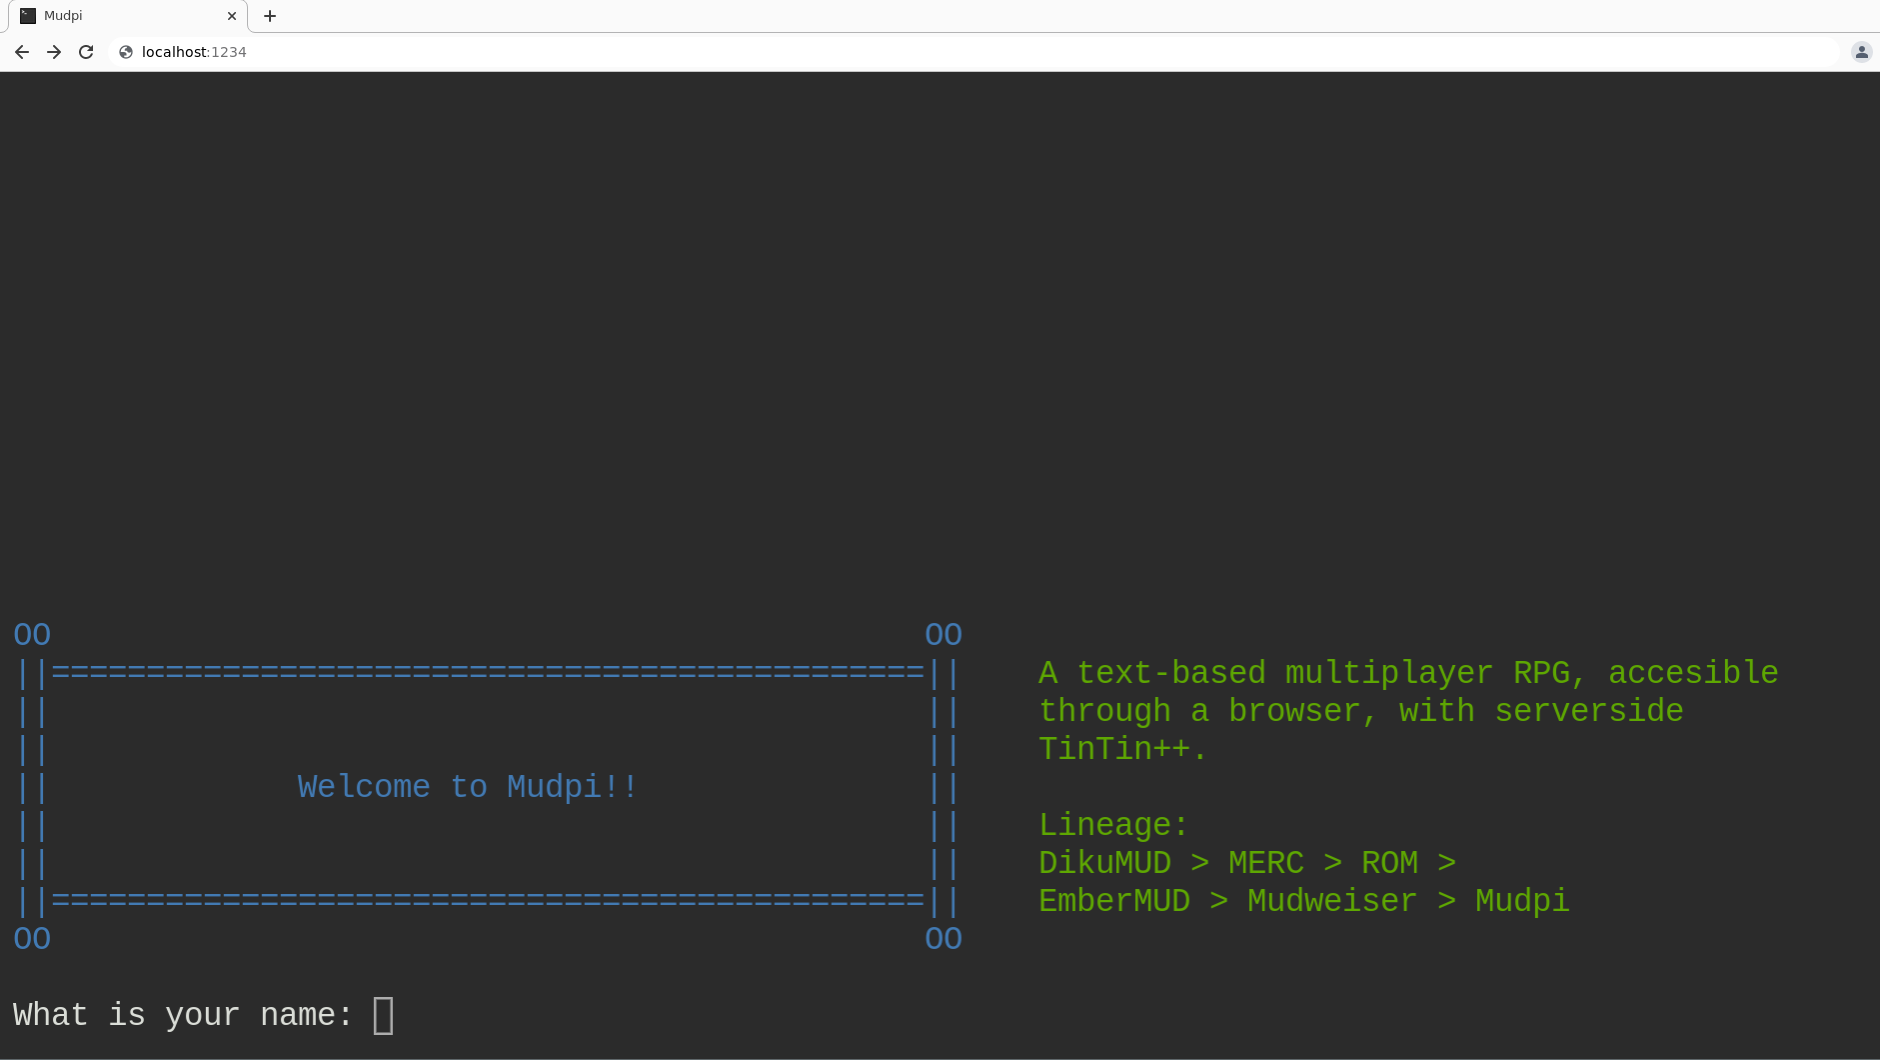 Mudpi
localhost:1234
OO                                              OO
||==============================================||    A text-based multiplayer RPG, accesible
||                                              ||    through a browser, with serverside
||                                              ||    TinTin++.
||             Welcome to Mudpi!!               ||
||                                              ||    Lineage:
||                                              ||    DikuMUD > MERC > ROM >
||==============================================||    EmberMUD > Mudweiser > Mudpi
OO                                              OO
What is your name: